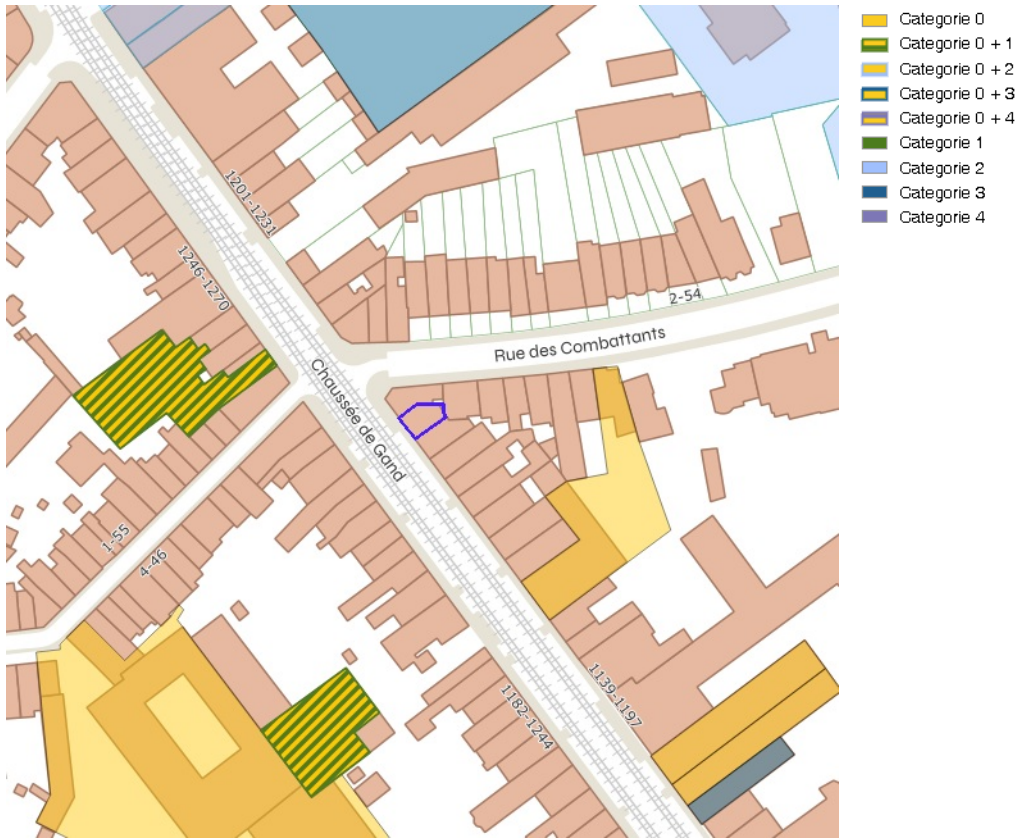 Categorie 0
Categorie 0 + 1
Categorie 0 + 2
Categorie 0 + 3
Categorie 0 + 4
Categorie 1
Categorie 2
Categorie 3
Categorie 4
1201-1231
1246-1270
2-54
Rue des Combattants
Chaussée de Gand
1-55
4-46
1139-1197
1182-1244